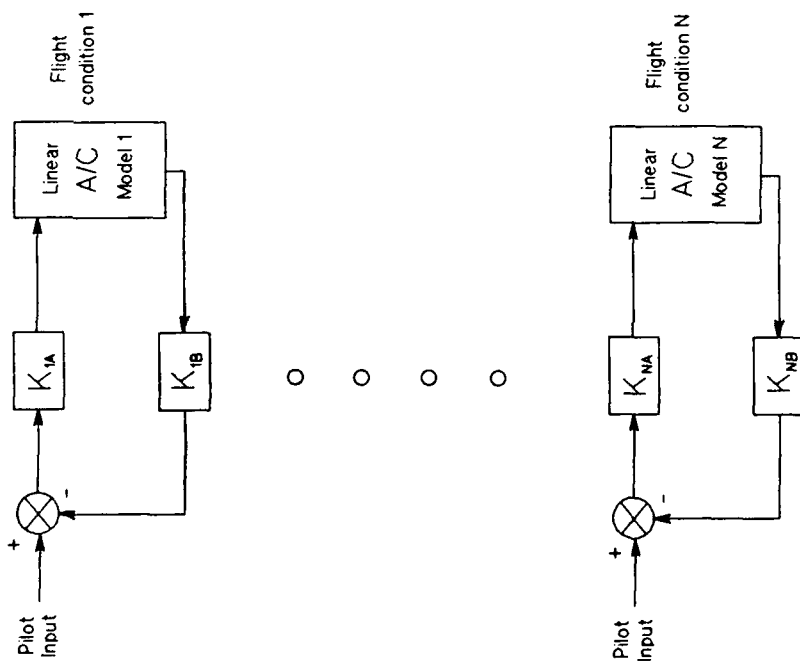 Flight
condition 1
Linear
A/C
Model 1
K1A
K1B
+
-
Pilot
Input
Flight
condition N
Linear
A/C
Model N
KNA
KNB
+
-
Pilot
Input